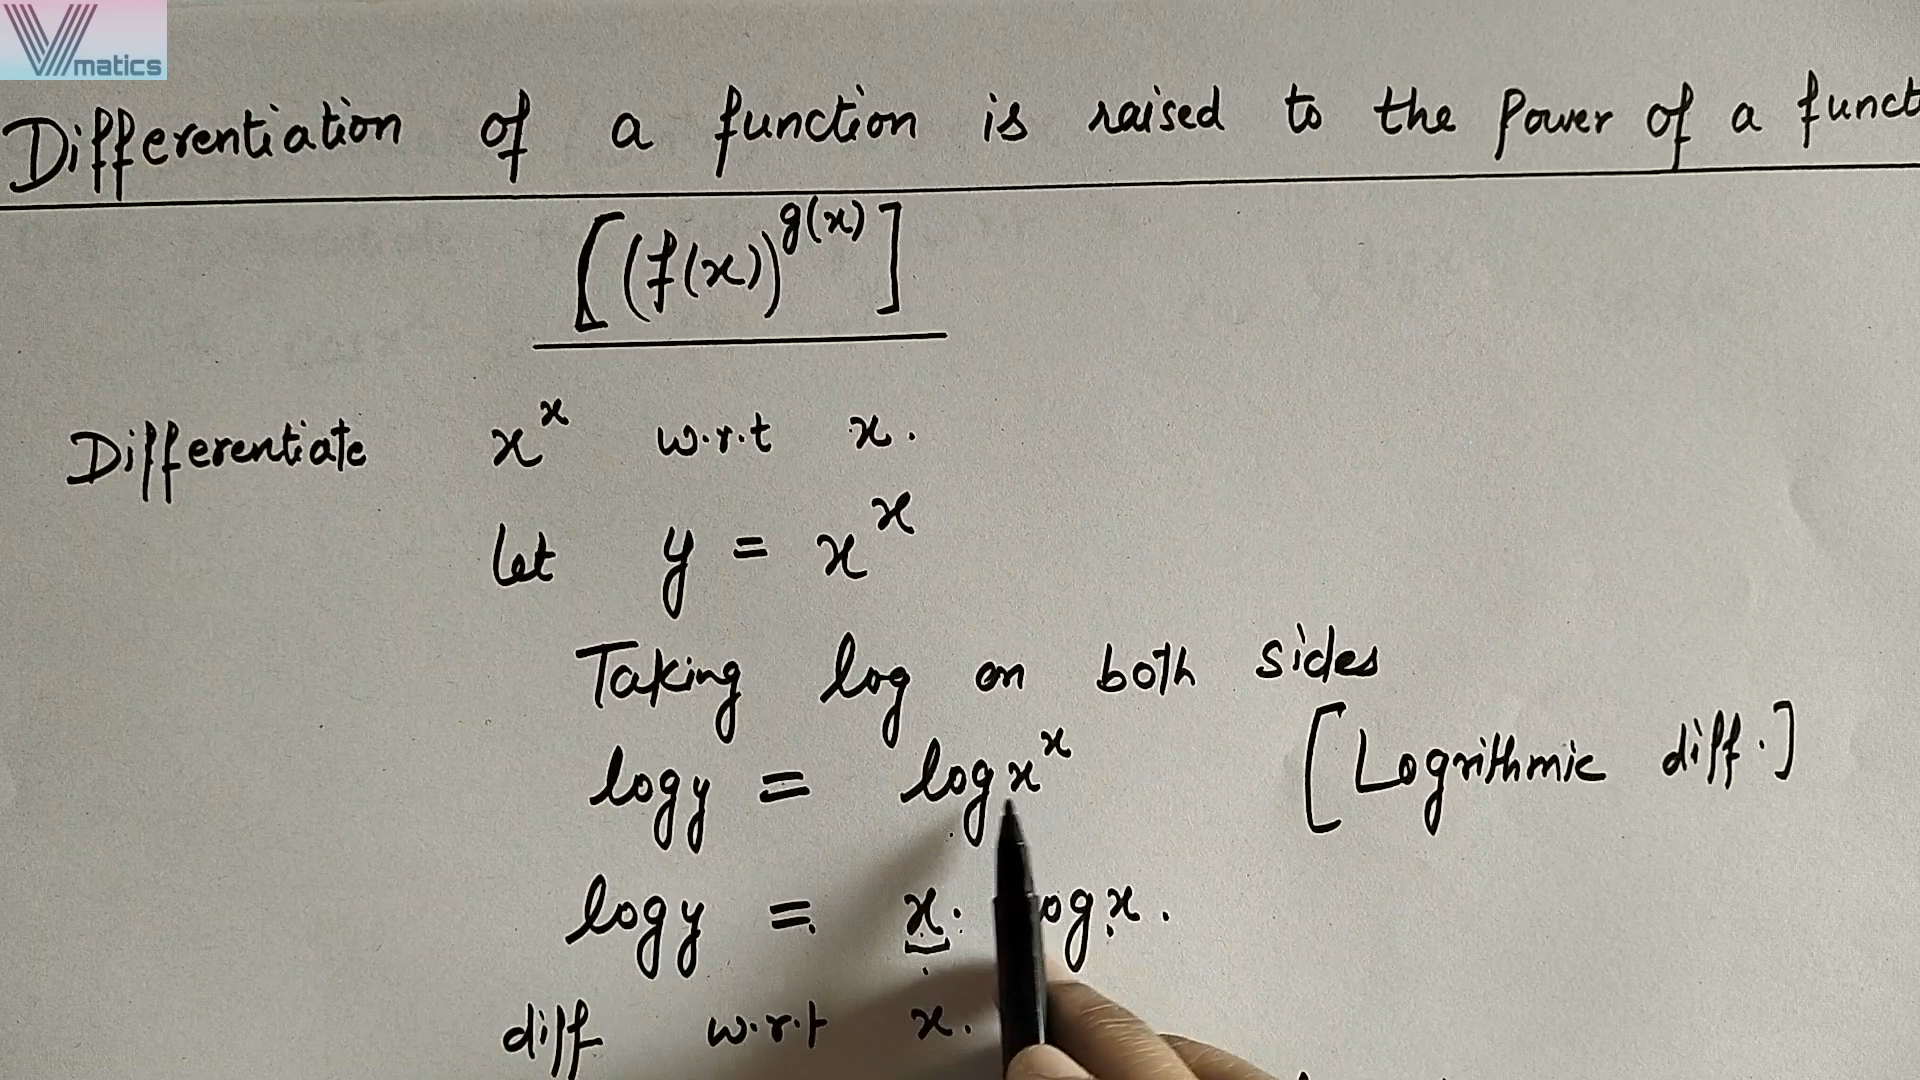 Vmatics
Differentiation of a function is raised to the Power of a funct
[(f(x))^g(x)]
Differentiate x^x w.r.t x.
let y = x^x
Taking log on both sides
log y = log x^x [Logrithmic diff.]
log y = x. log x.
diff w.r.t x.